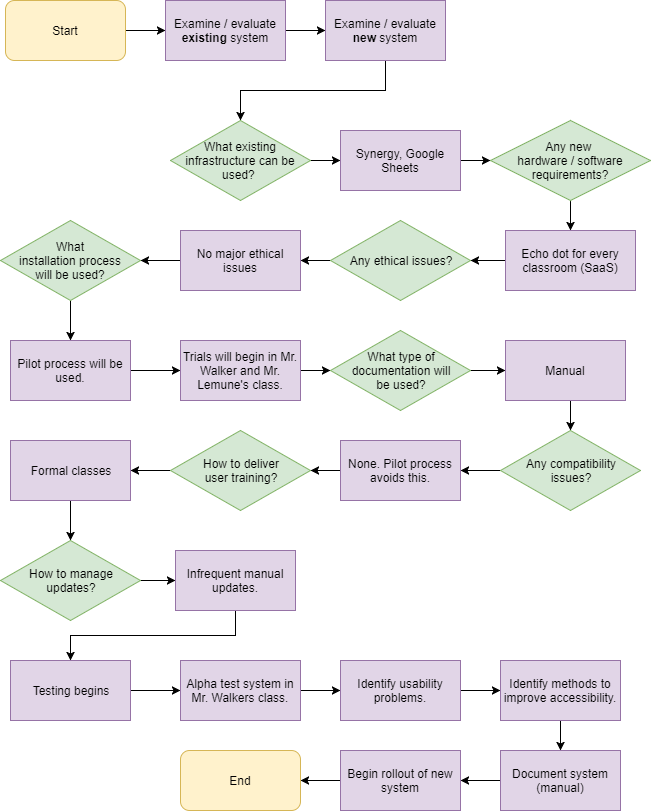 Start
Examine / evaluate
existing system
Examine / evaluate
new system
What existing
infrastructure can be
used?
Synergy, Google
Sheets
Any new
hardware / software
requirements?
Echo dot for every
classroom (SaaS)
Any ethical issues?
No major ethical
issues
What
installation process
will be used?
Pilot process will be
used.
Trials will begin in Mr.
Walker and Mr.
Lemune's class.
What type of
documentation will
be used?
Manual
Any compatibility
issues?
None. Pilot process
avoids this.
How to deliver
user training?
Formal classes
How to manage
updates?
Infrequent manual
updates.
Testing begins
Alpha test system in
Mr. Walkers class.
Identify usability
problems.
Identify methods to
improve accessibility.
Document system
(manual)
Begin rollout of new
system
End